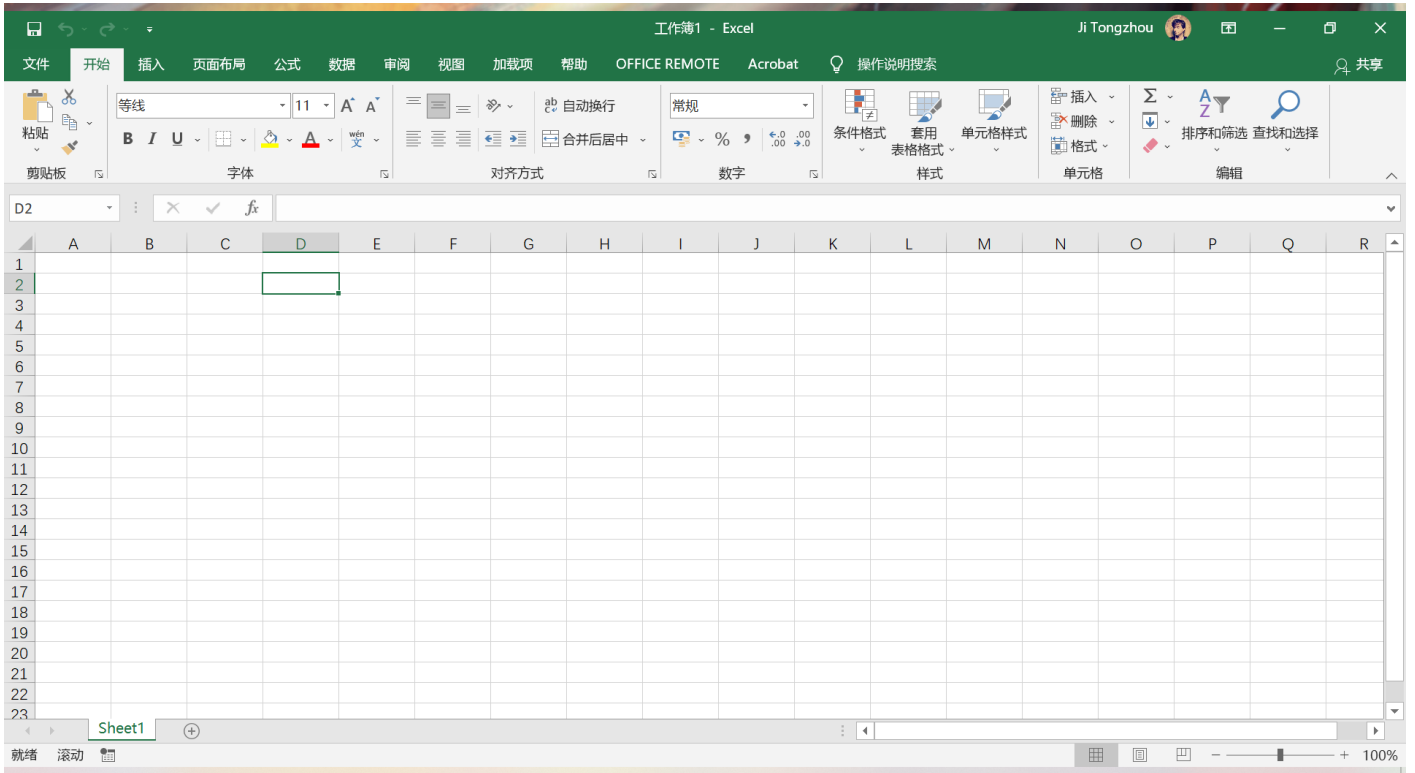 工作簿1 - Excel
Ji Tongzhou
文件 开始 插入 页面布局 公式 数据 审阅 视图 加载项 帮助 OFFICE REMOTE Acrobat 操作说明搜索 共享
粘贴
等线 11 A A
B I U A wén 文
ab 自动换行
合并后居中
常规
% , .0 .00 .00 .0
条件格式 套用 表格格式 单元格样式
插入
删除
格式
Σ
A Z 排序和筛选 查找和选择
剪贴板 字体 对齐方式 数字 样式 单元格 编辑
D2 fx
A B C D E F G H I J K L M N O P Q R
1
2
3
4
5
6
7
8
9
10
11
12
13
14
15
16
17
18
19
20
21
22
23
Sheet1
就绪 滚动 100%